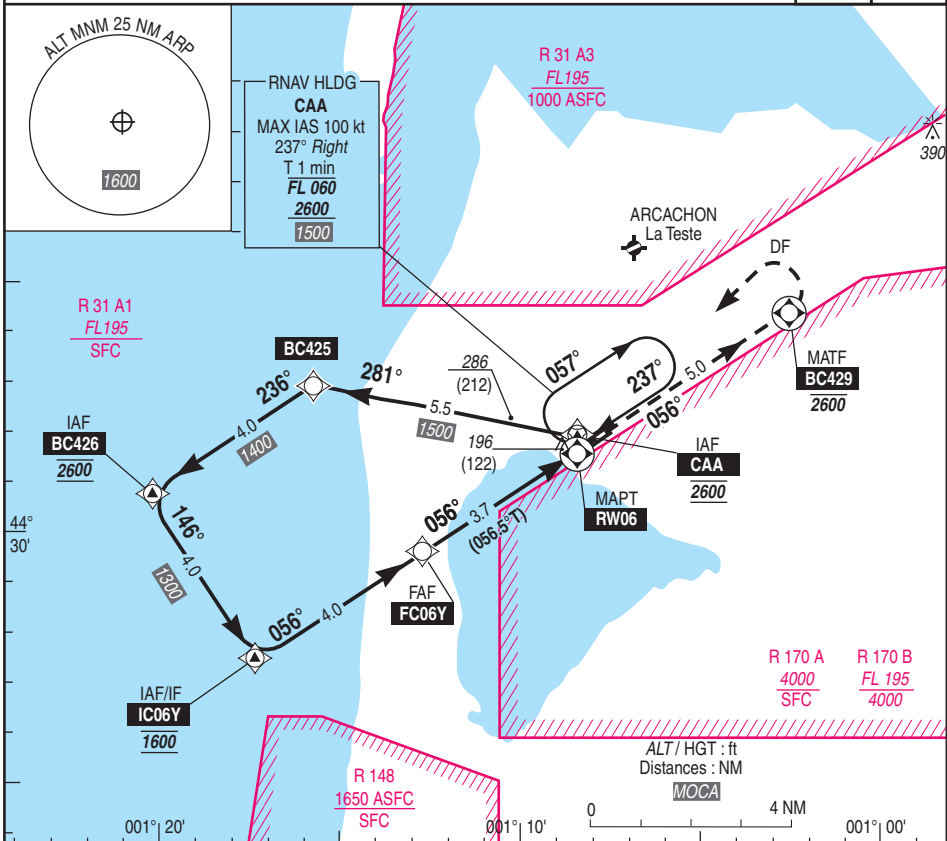 ALT MNM 25 NM ARP
1600
RNAV HLDG
CAA
MAX IAS 100 kt
237° Right
T 1 min
FL 060
2600
1500
R 31 A3
FL195
1000 ASFC
390
ARCACHON
La Teste
DF
R 31 A1
FL195
SFC
BC425
236°
281°
286
(212)
057°
237°
5.0
MATF
BC429
2600
056°
4.0
1400
5.5
1500
196
(122)
IAF
BC426
2600
IAF
CAA
2600
MAPT
RW06
146°
4.0
1300
056°
3.7
(056.5°T)
44°
30'
FAF
FC06Y
056°
4.0
IAF/IF
IC06Y
1600
R 170 A
4000
SFC
R 170 B
FL 195
4000
R 148
1650 ASFC
SFC
ALT / HGT : ft
Distances : NM
MOCA
0 4 NM
001° 20'
001° 10'
001° 00'